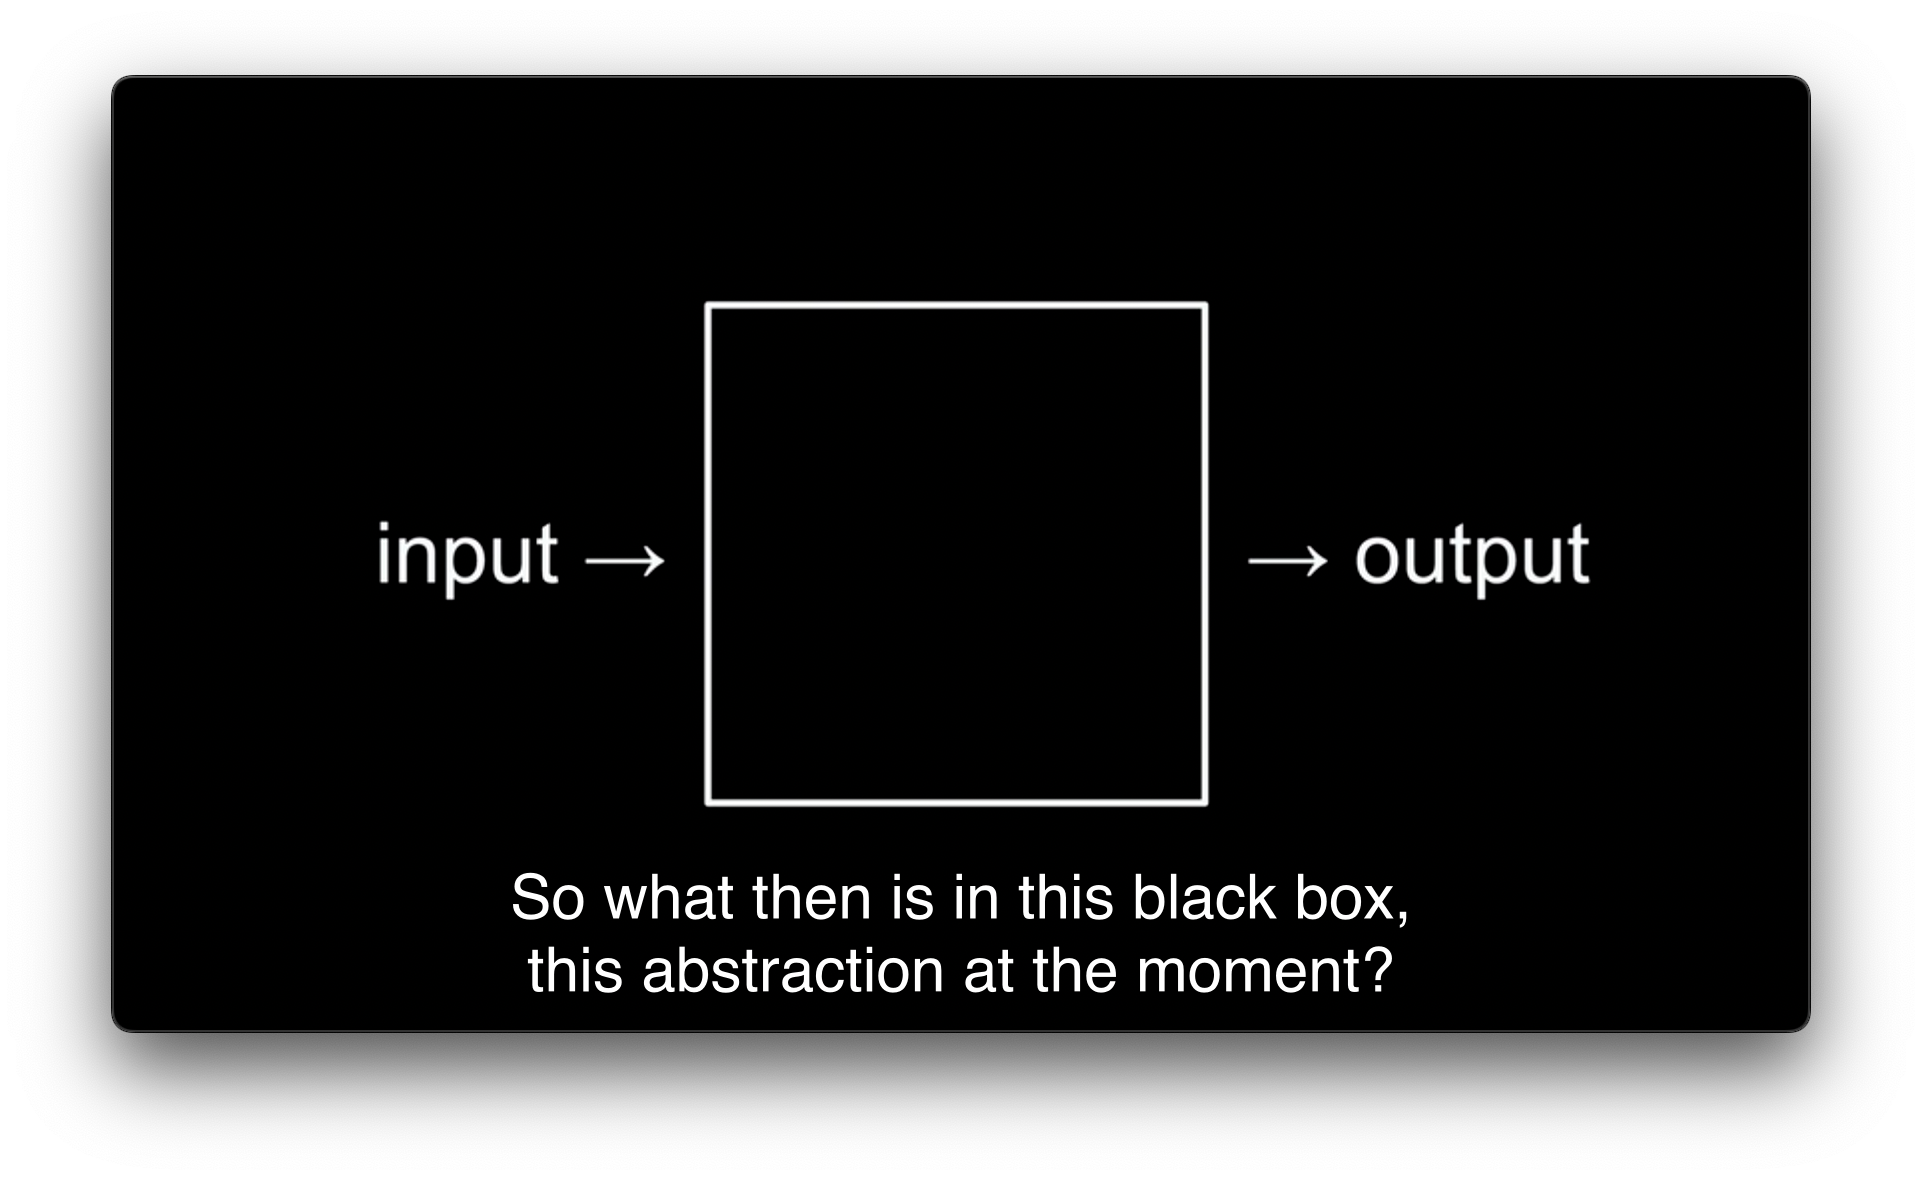 input → → output
So what then is in this black box,
this abstraction at the moment?